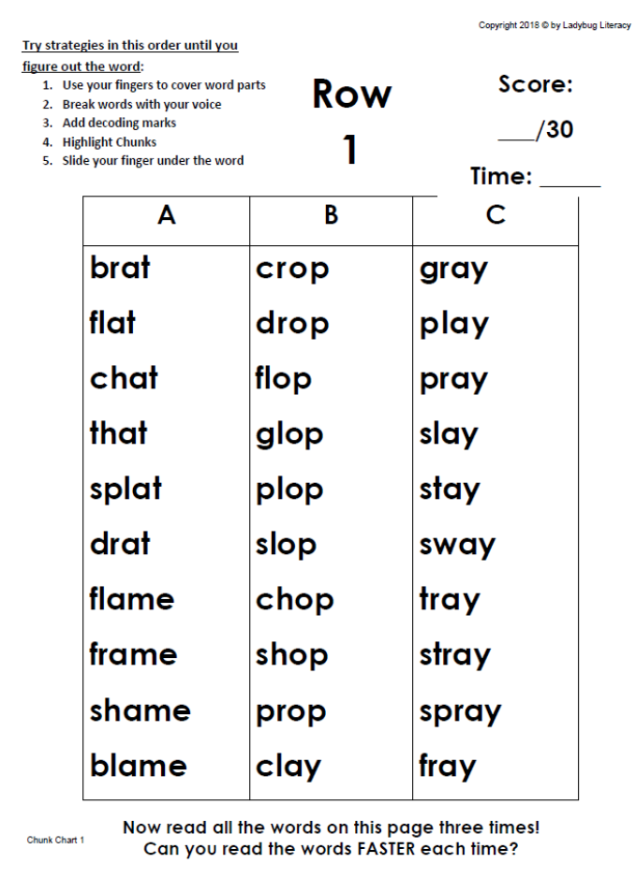 Copyright 2018 © by Ladybug Literacy
Try strategies in this order until you
figure out the word:
1. Use your fingers to cover word parts
2. Break words with your voice
3. Add decoding marks
4. Highlight Chunks
5. Slide your finger under the word
Row
1
Score:
___/30
Time: _____
A B C
brat crop gray
flat drop play
chat flop pray
that glop slay
splat plop stay
drat slop sway
flame chop tray
frame shop stray
shame prop spray
blame clay fray
Now read all the words on this page three times!
Can you read the words FASTER each time?
Chunk Chart 1